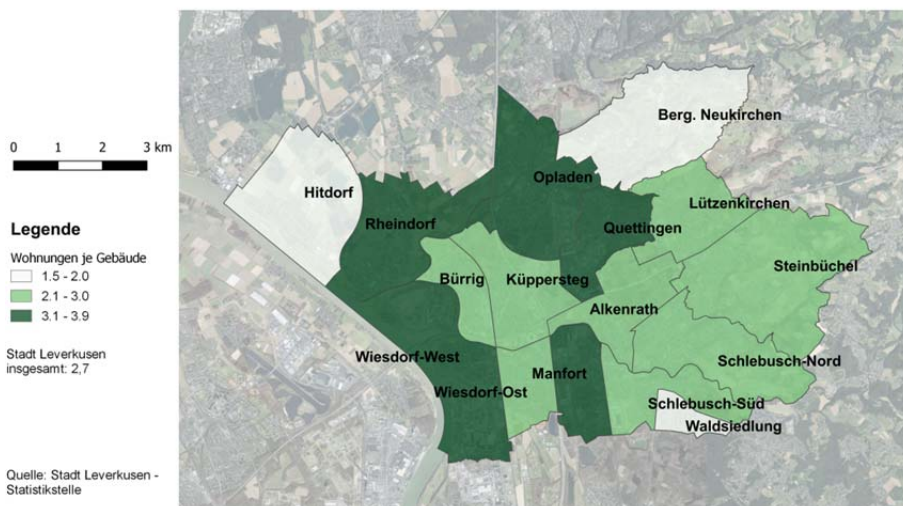 0 1 2 3 km
Legende
Wohnungen je Gebäude
1.5 - 2.0
2.1 - 3.0
3.1 - 3.9
Stadt Leverkusen
insgesamt: 2,7
Quelle: Stadt Leverkusen -
Statistikstelle
Berg. Neukirchen
Hitdorf
Opladen
Lützenkirchen
Rheindorf
Quettingen
Steinbüchel
Bürrig
Küppersteg
Alkenrath
Wiesdorf-West
Schlebusch-Nord
Manfort
Wiesdorf-Ost
Schlebusch-Süd
Waldsiedlung